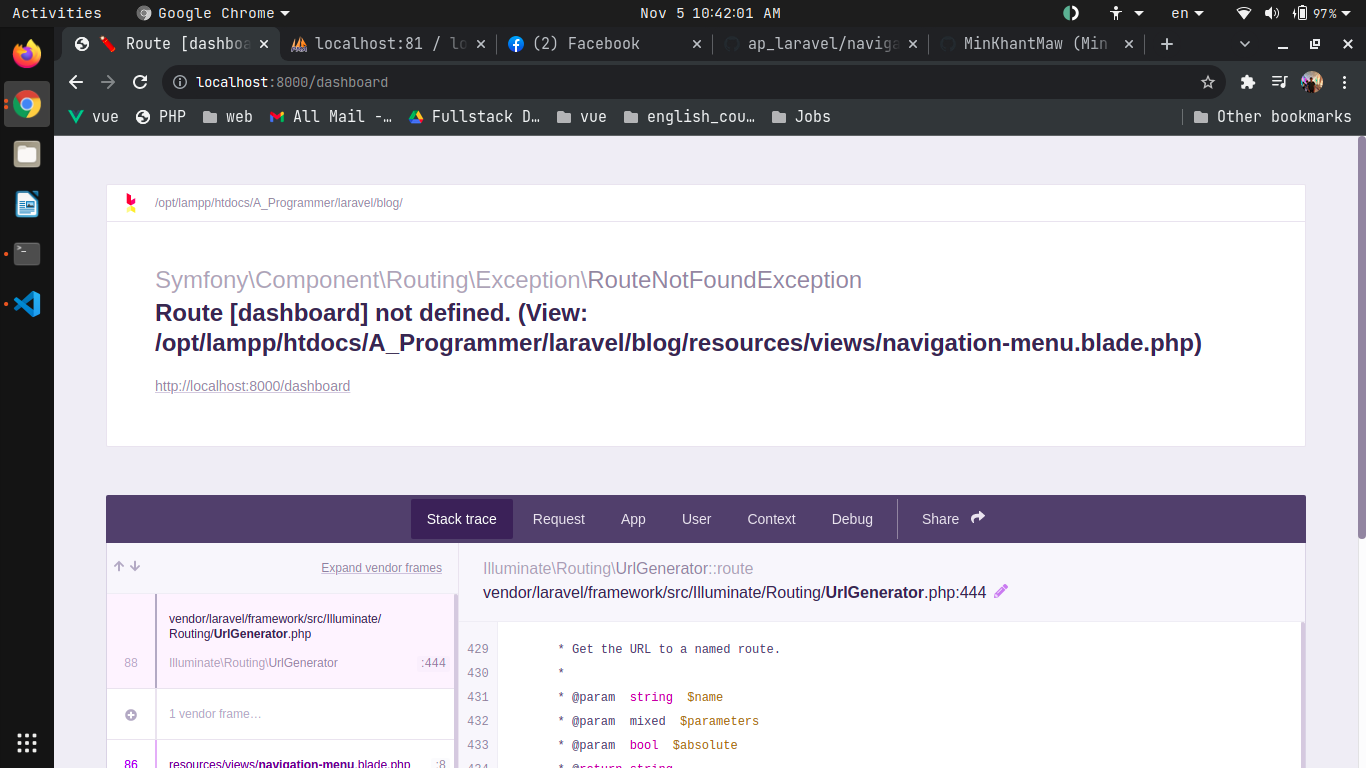 Activities Google Chrome Nov 5 10:42:01 AM en 97%
Route [dashboa localhost:81 / lo (2) Facebook ap_laravel/naviga MinKhantMaw (Min
localhost:8000/dashboard
vue PHP web All Mail -… Fullstack D… vue english_cou… Jobs Other bookmarks
/opt/lampp/htdocs/A_Programmer/laravel/blog/
Symfony\Component\Routing\Exception\RouteNotFoundException
Route [dashboard] not defined. (View:
/opt/lampp/htdocs/A_Programmer/laravel/blog/resources/views/navigation-menu.blade.php)
http://localhost:8000/dashboard
Stack trace Request App User Context Debug Share
Expand vendor frames
vendor/laravel/framework/src/Illuminate/
Routing/UrlGenerator.php
88 Illuminate\Routing\UrlGenerator :444
1 vendor frame…
86 resources/views/navigation-menu.blade.php :8
Illuminate\Routing\UrlGenerator::route
vendor/laravel/framework/src/Illuminate/Routing/UrlGenerator.php:444
429 * Get the URL to a named route.
430 *
431 * @param string $name
432 * @param mixed $parameters
433 * @param bool $absolute
434 * @return string